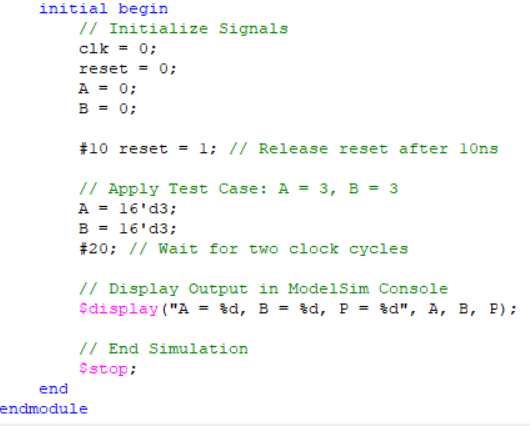 initial begin
// Initialize Signals
clk = 0;
reset = 0;
A = 0;
B = 0;
#10 reset = 1; // Release reset after 10ns
// Apply Test Case: A = 3, B = 3
A = 16'd3;
B = 16'd3;
#20; // Wait for two clock cycles
// Display Output in ModelSim Console
$display("A = %d, B = %d, P = %d", A, B, P);
// End Simulation
$stop;
end
endmodule